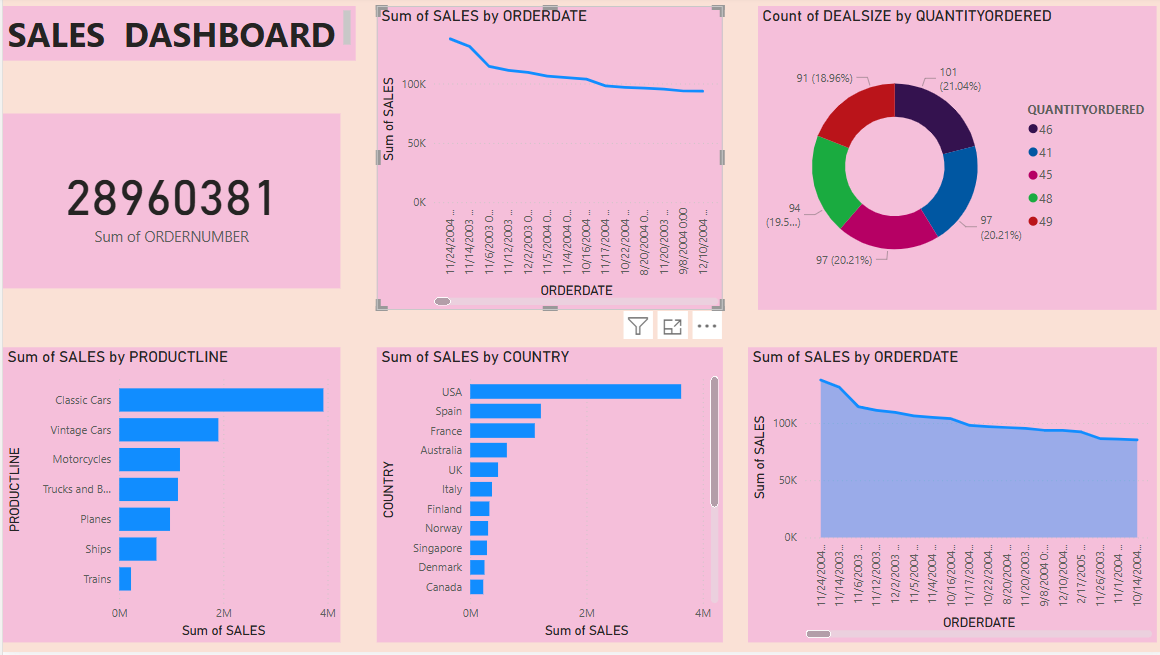 SALES DASHBOARD
28960381
Sum of ORDERNUMBER
Sum of SALES by ORDERDATE
Sum of SALES
100K
50K
0K
11/24/2004 ...
11/14/2003 ...
11/6/2003 0...
11/12/2003 ...
12/2/2003 0...
11/5/2004 0...
11/4/2004 0...
10/16/2004 ...
11/17/2004 ...
10/22/2004 ...
8/20/2004 0...
11/20/2003 ...
9/8/2004 0:00
12/10/2004 ...
ORDERDATE
Count of DEALSIZE by QUANTITYORDERED
91 (18.96%)
101
(21.04%)
94
(19.5...)
97
(20.21%)
97 (20.21%)
QUANTITYORDERED
46
41
45
48
49
Sum of SALES by PRODUCTLINE
PRODUCTLINE
Classic Cars
Vintage Cars
Motorcycles
Trucks and B...
Planes
Ships
Trains
0M
2M
4M
Sum of SALES
Sum of SALES by COUNTRY
COUNTRY
USA
Spain
France
Australia
UK
Italy
Finland
Norway
Singapore
Denmark
Canada
0M
2M
4M
Sum of SALES
Sum of SALES by ORDERDATE
Sum of SALES
100K
50K
0K
11/24/2004...
11/14/2003...
11/6/2003 ...
11/12/2003...
12/2/2003 ...
11/5/2004 ...
11/4/2004 ...
10/16/2004...
11/17/2004...
10/22/2004...
8/20/2004 ...
11/20/2003...
9/8/2004 0:...
12/10/2004...
2/17/2005 ...
11/26/2003...
11/1/2004 ...
10/14/2004...
ORDERDATE